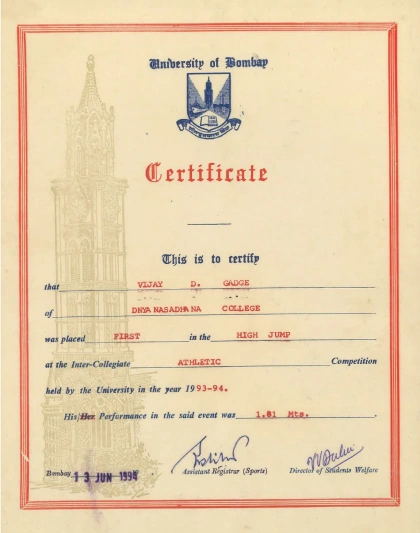 University of Bombay
Certificate
This is to certify
that VIJAY D. GADGE
of DNYANASADHANA COLLEGE
was placed FIRST in the HIGH JUMP
at the Inter-Collegiate ATHLETIC Competition
held by the University in the year 1993-94.
His/Her Performance in the said event was 1.81 Mts.
Bombay 13 JUN 1994 Assistant Registrar (Sports) Director of Students Welfare